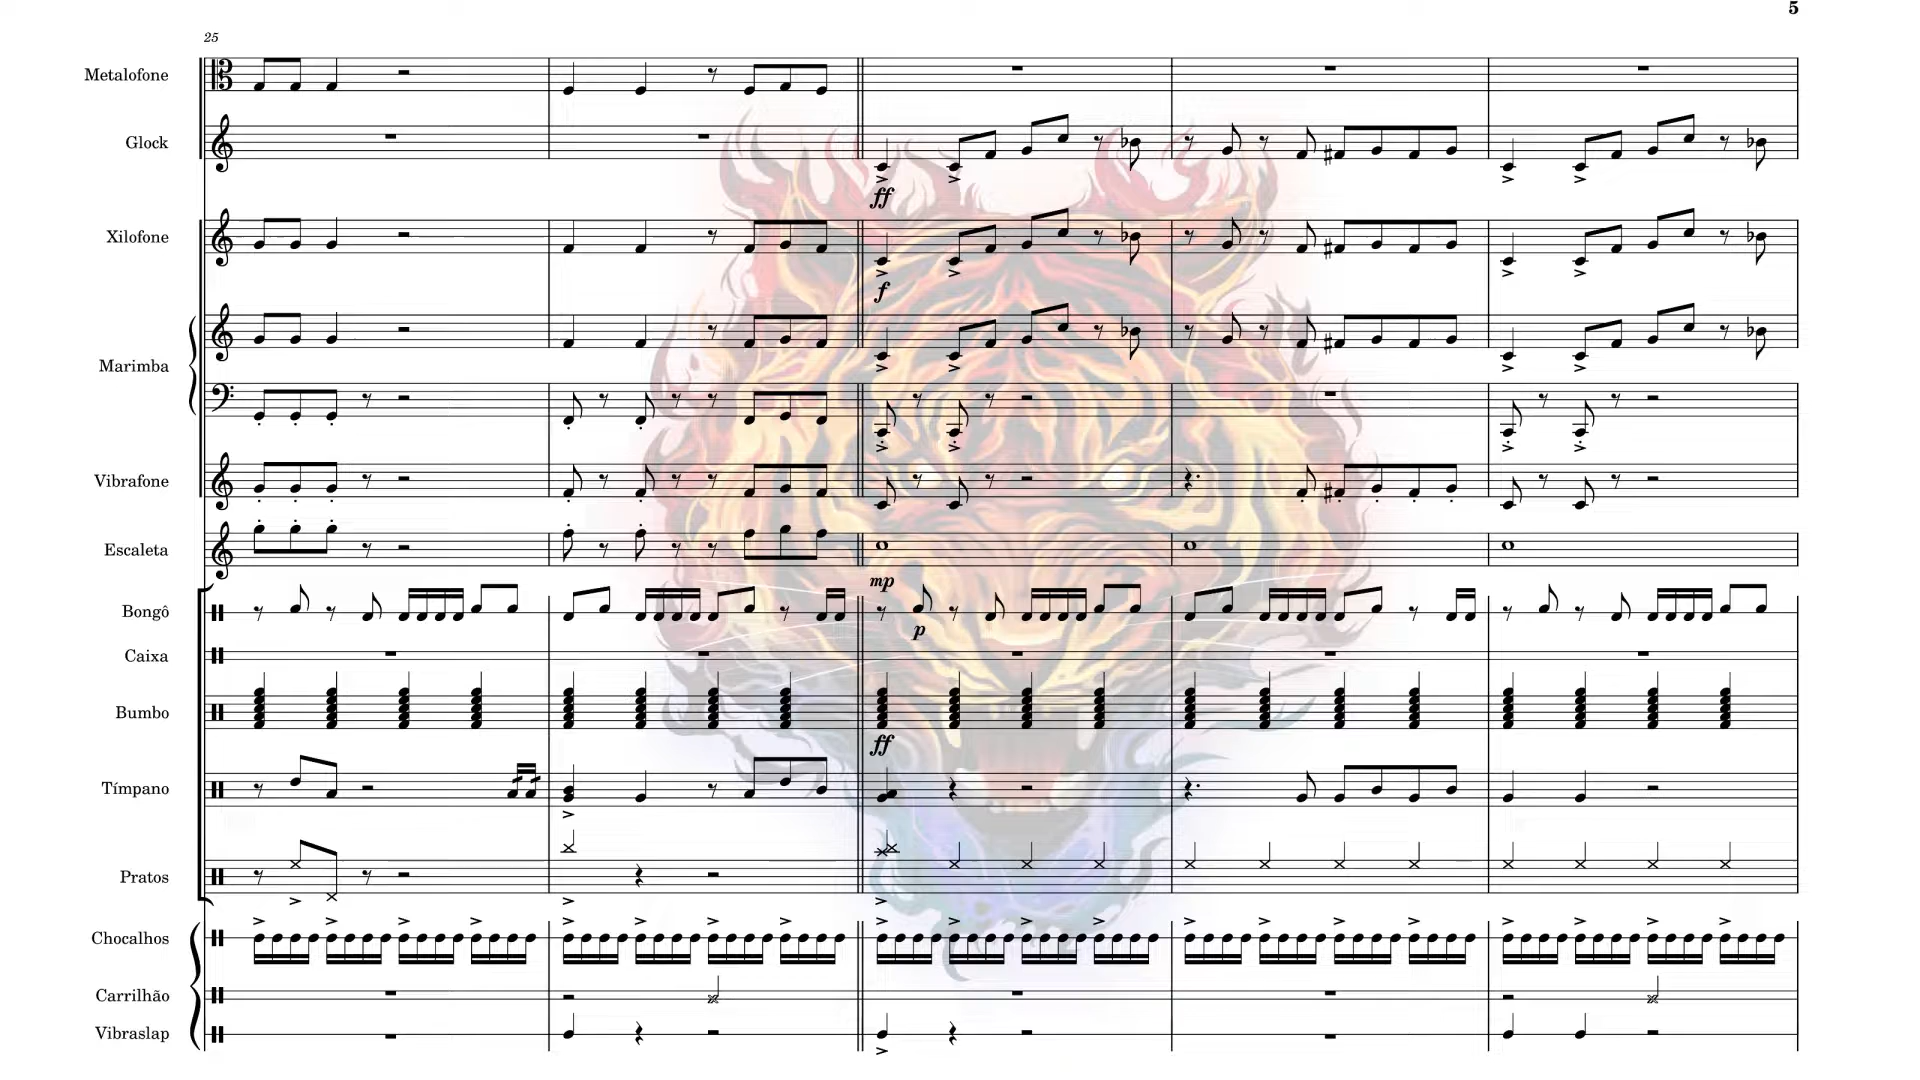 5
25
Metalofone
Glock
ff
Xilofone
f
Marimba
Vibrafone
Escaleta
mp
Bongô
p
Caixa
Bumbo
ff
Tímpano
Pratos
Chocalhos
Carrilhão
Vibraslap